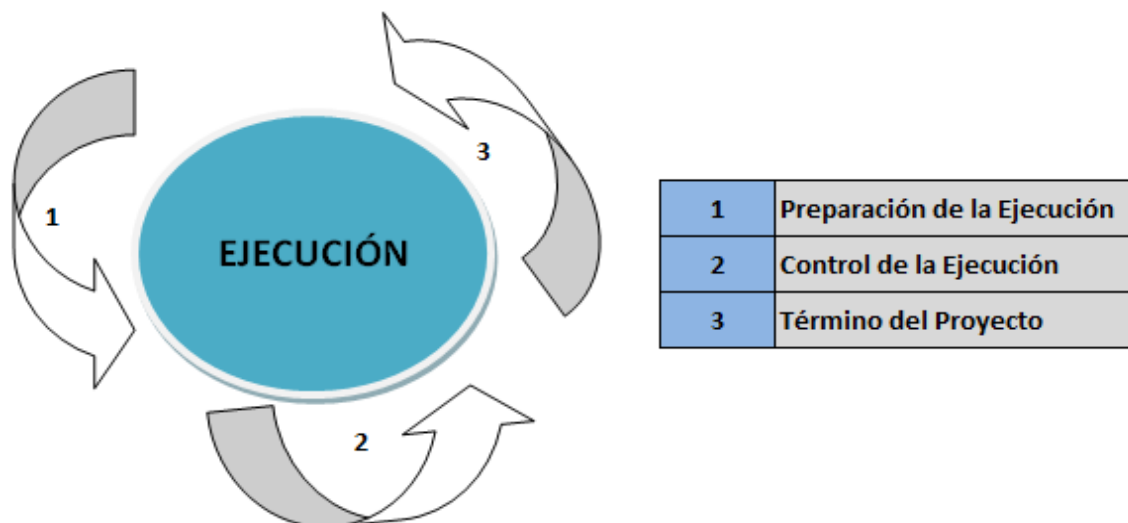 1
EJECUCIÓN
2
3
1 Preparación de la Ejecución
2 Control de la Ejecución
3 Término del Proyecto